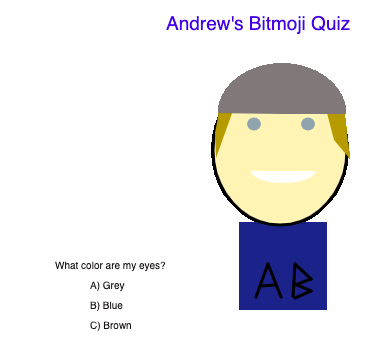 Andrew's Bitmoji Quiz
AB
What color are my eyes?
A) Grey
B) Blue
C) Brown